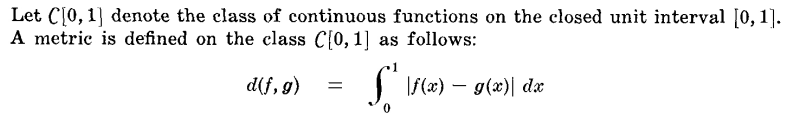 Let C[0, 1] denote the class of continuous functions on the closed unit interval [0, 1].
A metric is defined on the class C[0, 1] as follows:
d(f, g) = ∫₀¹ |f(x) − g(x)| dx